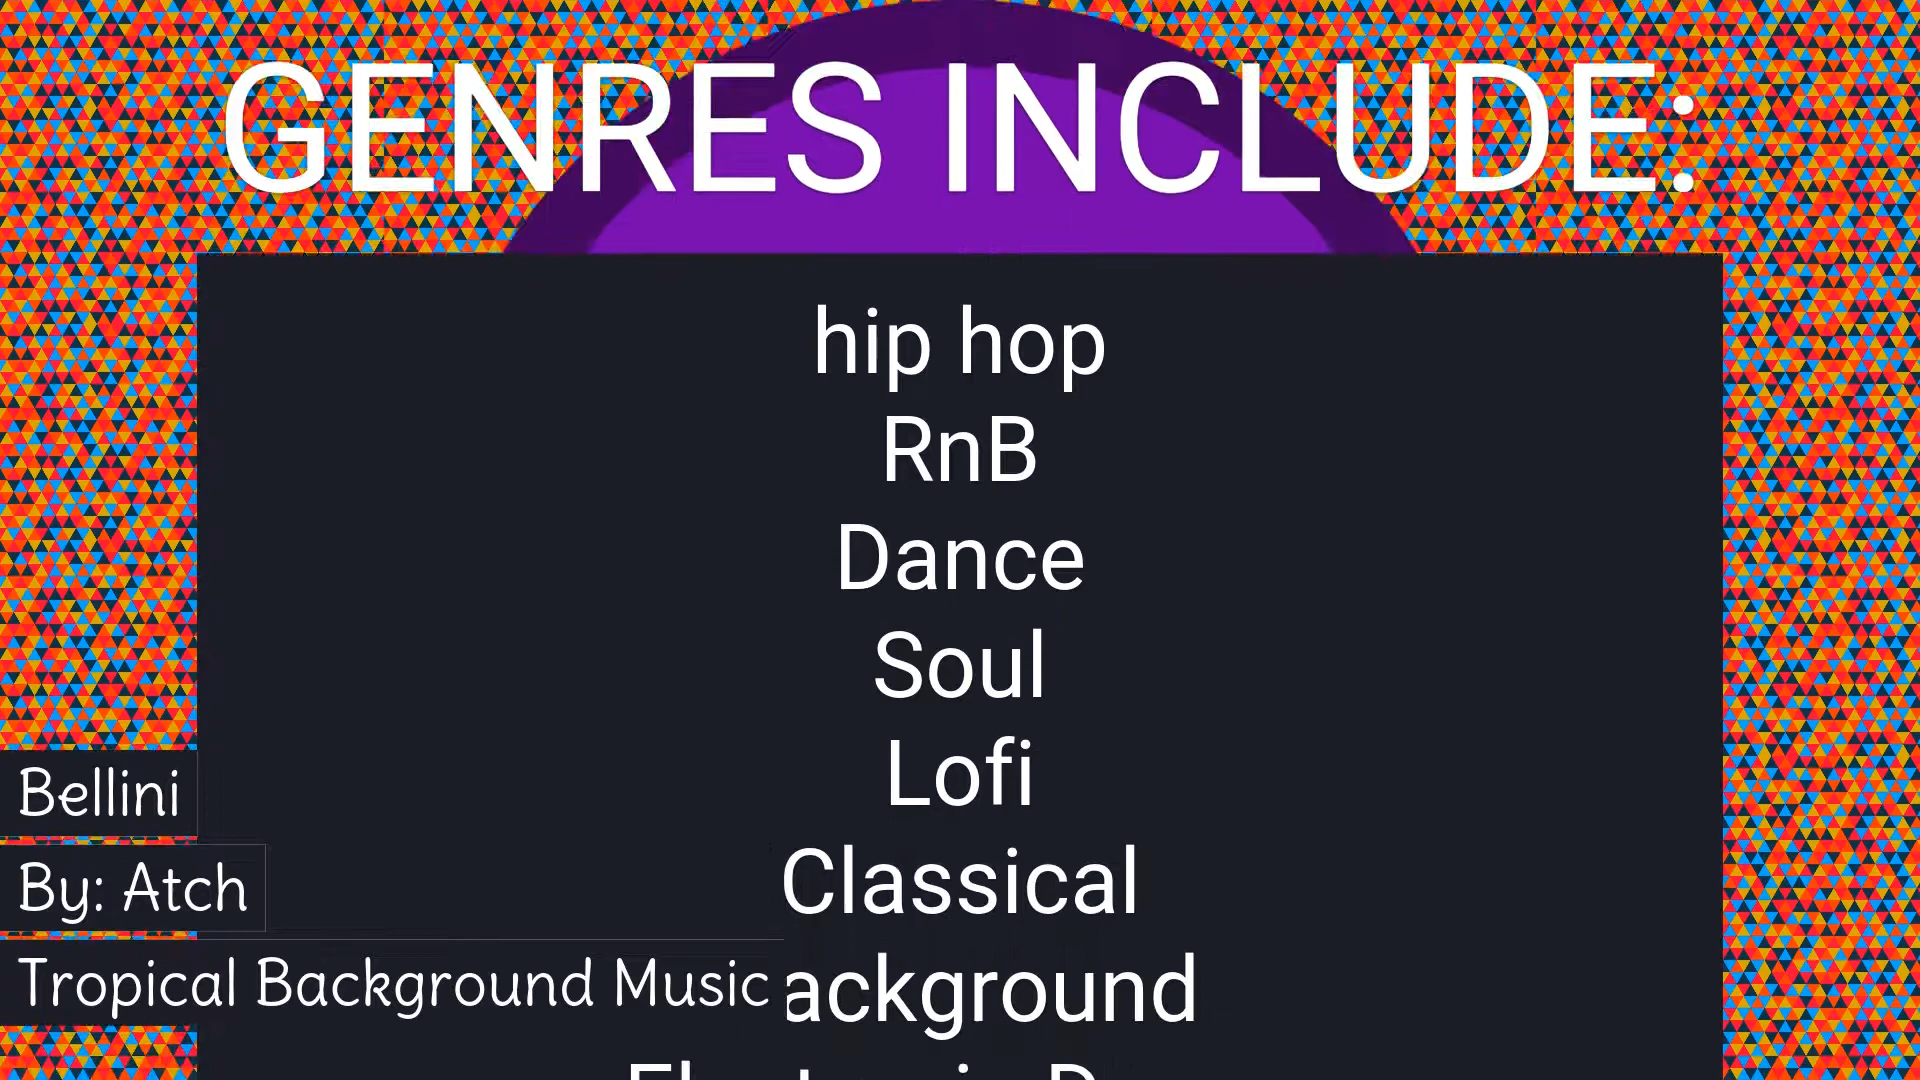 GENRES INCLUDE:
hip hop
RnB
Dance
Soul
Lofi
Classical
ackground
Bellini
By: Atch
Tropical Background Music